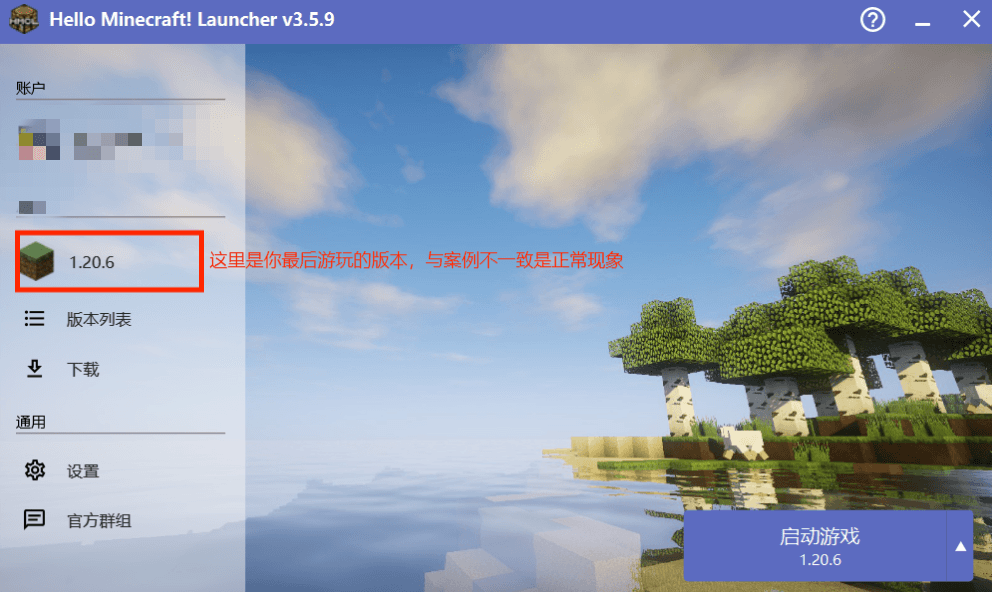 Hello Minecraft! Launcher v3.5.9
账户
1.20.6
这里是你最后游玩的版本，与案例不一致是正常现象
版本列表
下载
通用
设置
官方群组
启动游戏
1.20.6